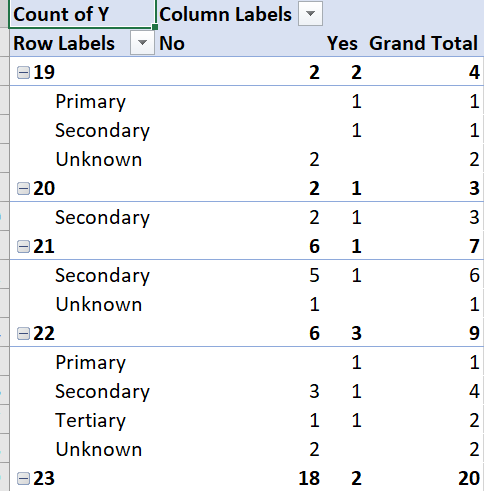 Count of Y Column Labels
Row Labels No Yes Grand Total
19 2 2 4
Primary 1 1
Secondary 1 1
Unknown 2 2
20 2 1 3
Secondary 2 1 3
21 6 1 7
Secondary 5 1 6
Unknown 1 1
22 6 3 9
Primary 1 1
Secondary 3 1 4
Tertiary 1 1 2
Unknown 2 2
23 18 2 20